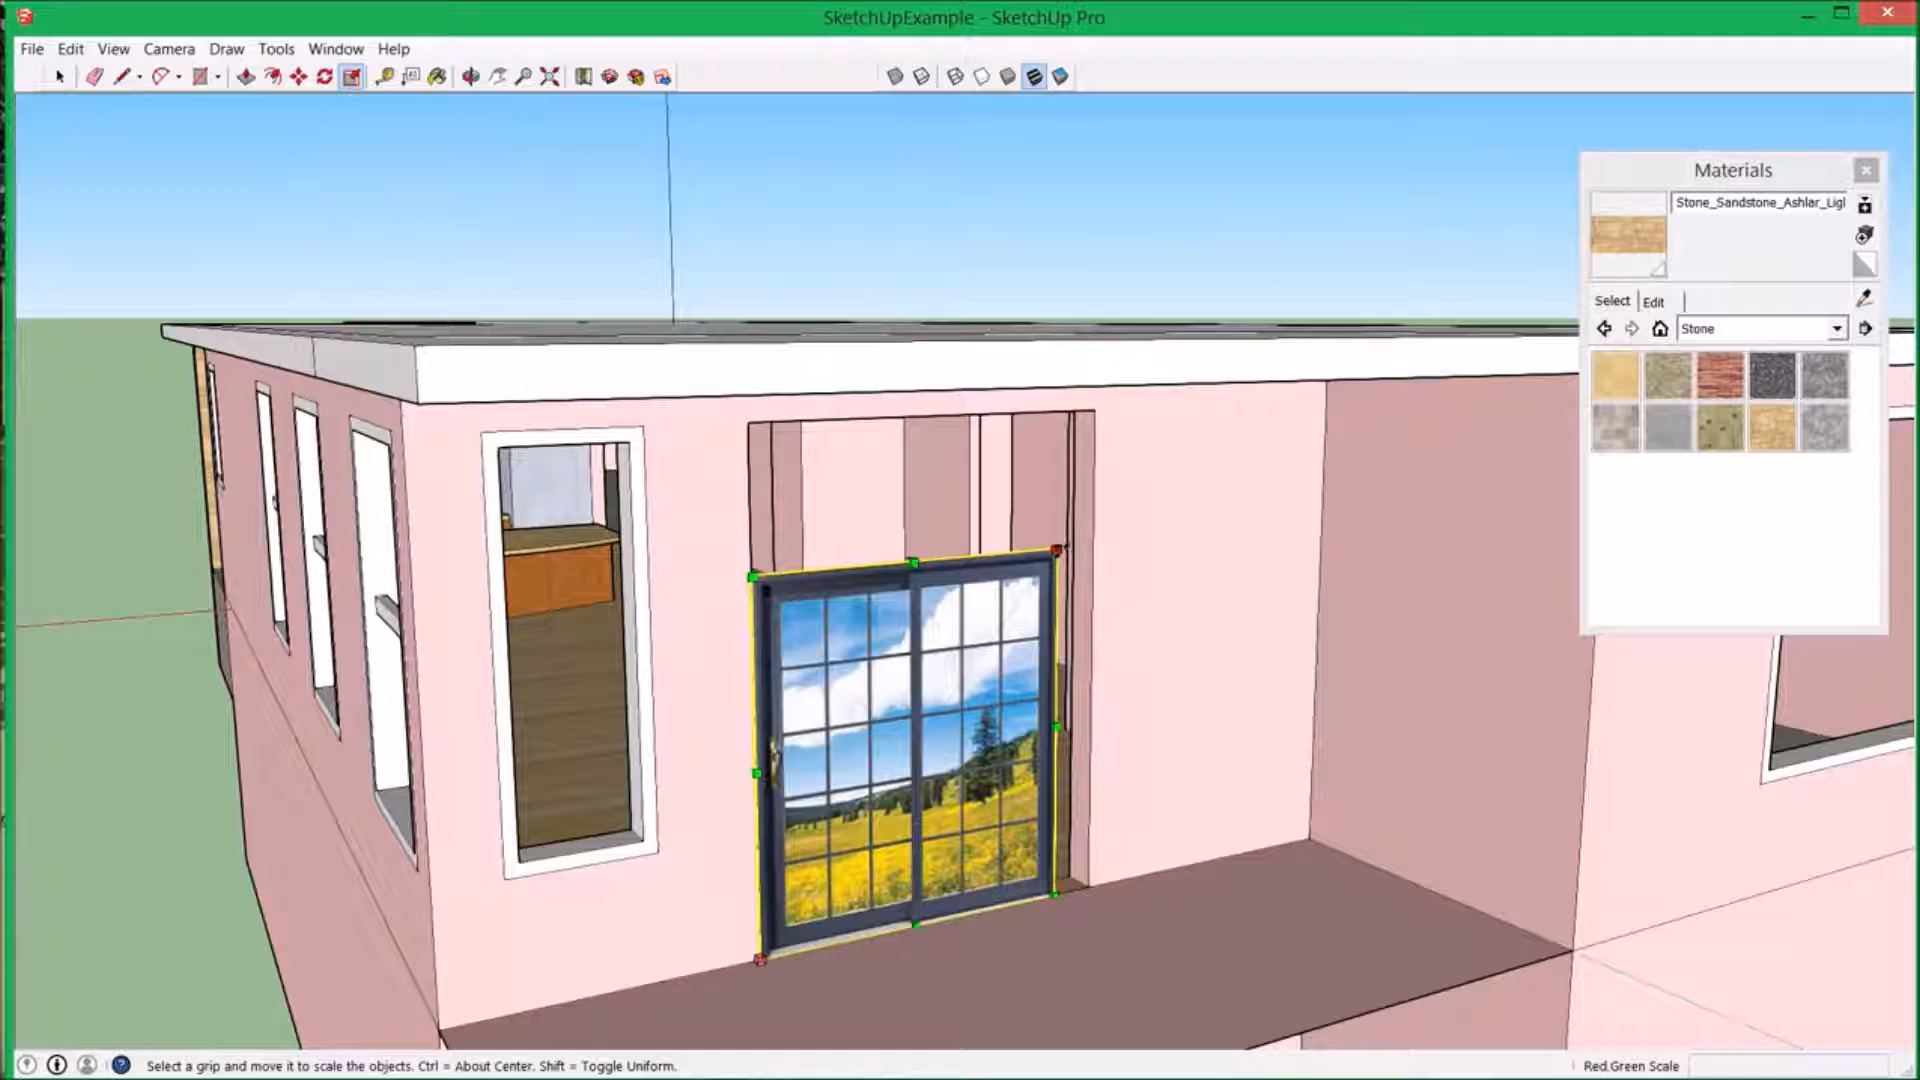 SketchUpExample - SketchUp Pro
File Edit View Camera Draw Tools Window Help
Materials
Stone_Sandstone_Ashlar_Ligl
Select Edit
Stone
Select a grip and move it to scale the objects. Ctrl = About Center. Shift = Toggle Uniform.
Red,Green Scale